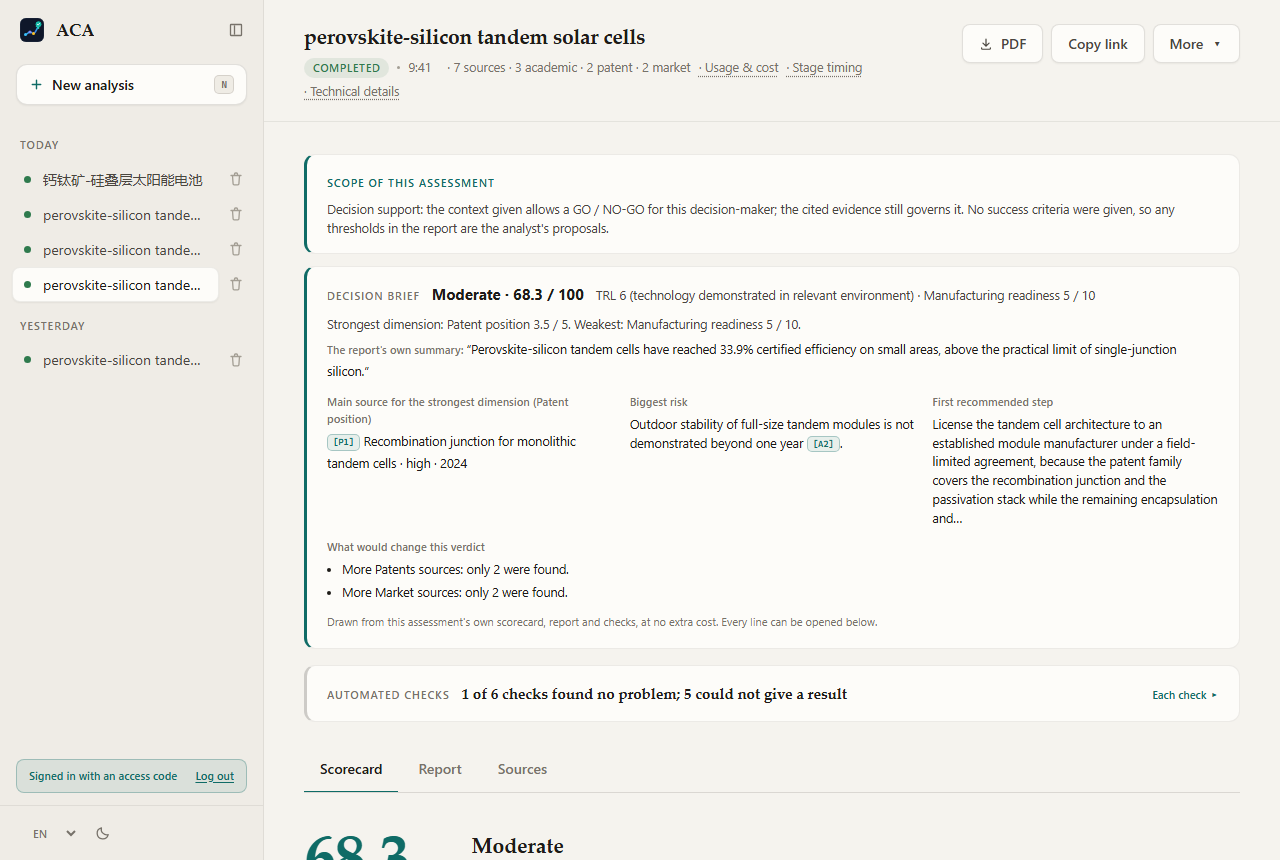 ACA
New analysis N
TODAY
钙钛矿-硅叠层太阳能电池
perovskite-silicon tande...
perovskite-silicon tande...
perovskite-silicon tande...
YESTERDAY
perovskite-silicon tande...
Signed in with an access code Log out
EN
perovskite-silicon tandem solar cells
COMPLETED • 9:41 · 7 sources · 3 academic · 2 patent · 2 market · Usage & cost · Stage timing
· Technical details
PDF
Copy link
More ▼
SCOPE OF THIS ASSESSMENT
Decision support: the context given allows a GO / NO-GO for this decision-maker; the cited evidence still governs it. No success criteria were given, so any
thresholds in the report are the analyst's proposals.
DECISION BRIEF Moderate · 68.3 / 100 TRL 6 (technology demonstrated in relevant environment) · Manufacturing readiness 5 / 10
Strongest dimension: Patent position 3.5 / 5. Weakest: Manufacturing readiness 5 / 10.
The report's own summary: “Perovskite-silicon tandem cells have reached 33.9% certified efficiency on small areas, above the practical limit of single-junction
silicon.”
Main source for the strongest dimension (Patent
position)
[P1] Recombination junction for monolithic
tandem cells · high · 2024
Biggest risk
Outdoor stability of full-size tandem modules is not
demonstrated beyond one year [A2].
First recommended step
License the tandem cell architecture to an
established module manufacturer under a field-
limited agreement, because the patent family
covers the recombination junction and the
passivation stack while the remaining encapsulation
and...
What would change this verdict
• More Patents sources: only 2 were found.
• More Market sources: only 2 were found.
Drawn from this assessment's own scorecard, report and checks, at no extra cost. Every line can be opened below.
AUTOMATED CHECKS 1 of 6 checks found no problem; 5 could not give a result
Each check ▸
Scorecard
Report
Sources
68.3
Moderate